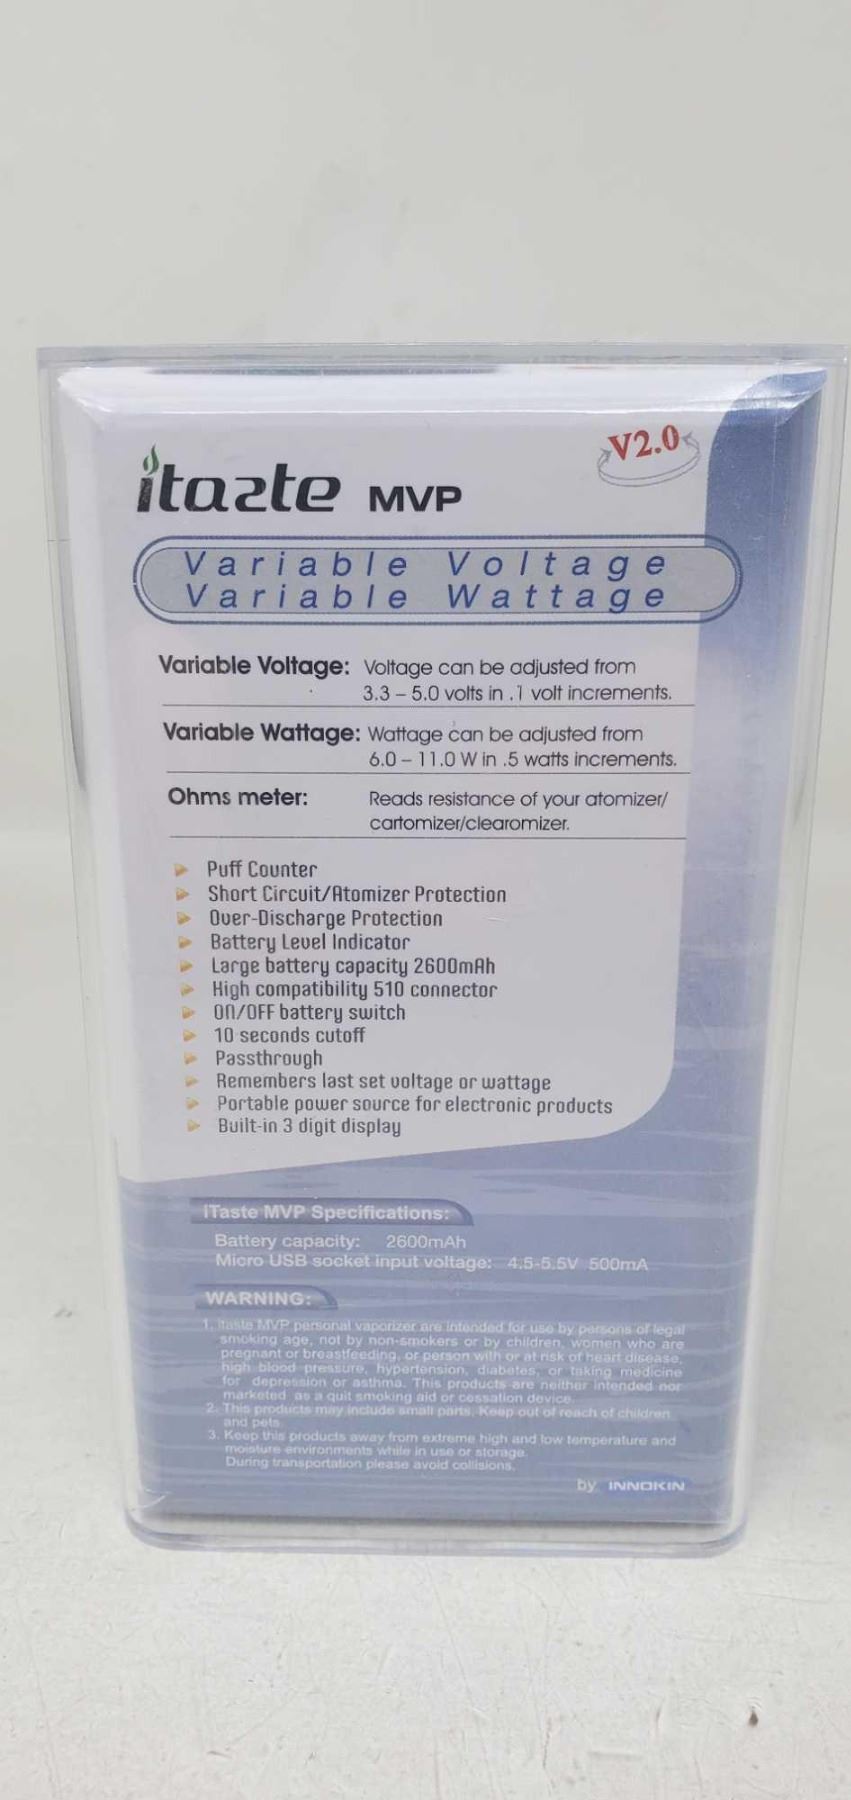 V2.0
itaste MVP
Variable Voltage
Variable Wattage
Variable Voltage: Voltage can be adjusted from
3.3 – 5.0 volts in .1 volt increments.
Variable Wattage: Wattage can be adjusted from
6.0 – 11.0 W in .5 watts increments.
Ohms meter: Reads resistance of your atomizer/
cartomizer/clearomizer.
Puff Counter
Short Circuit/Atomizer Protection
Over-Discharge Protection
Battery Level Indicator
Large battery capacity 2600mAh
High compatibility 510 connector
ON/OFF battery switch
10 seconds cutoff
Passthrough
Remembers last set voltage or wattage
Portable power source for electronic products
Built-in 3 digit display
iTaste MVP Specifications:
Battery capacity: 2600mAh
Micro USB socket input voltage: 4.5-5.5V 500mA
WARNING:
1. itaste MVP personal vaporizer are intended for use by persons of legal
smoking age, not by non-smokers or by children, women who are
pregnant or breastfeeding, or person with or at risk of heart disease,
high blood pressure, hypertension, diabetes, or taking medicine
for depression or asthma. This products are neither intended nor
marketed as a quit smoking aid or cessation device.
2. This products may include small parts. Keep out of reach of children
and pets.
3. Keep this products away from extreme high and low temperature and
moisture environments while in use or storage.
During transportation please avoid collisions.
by INNOKIN